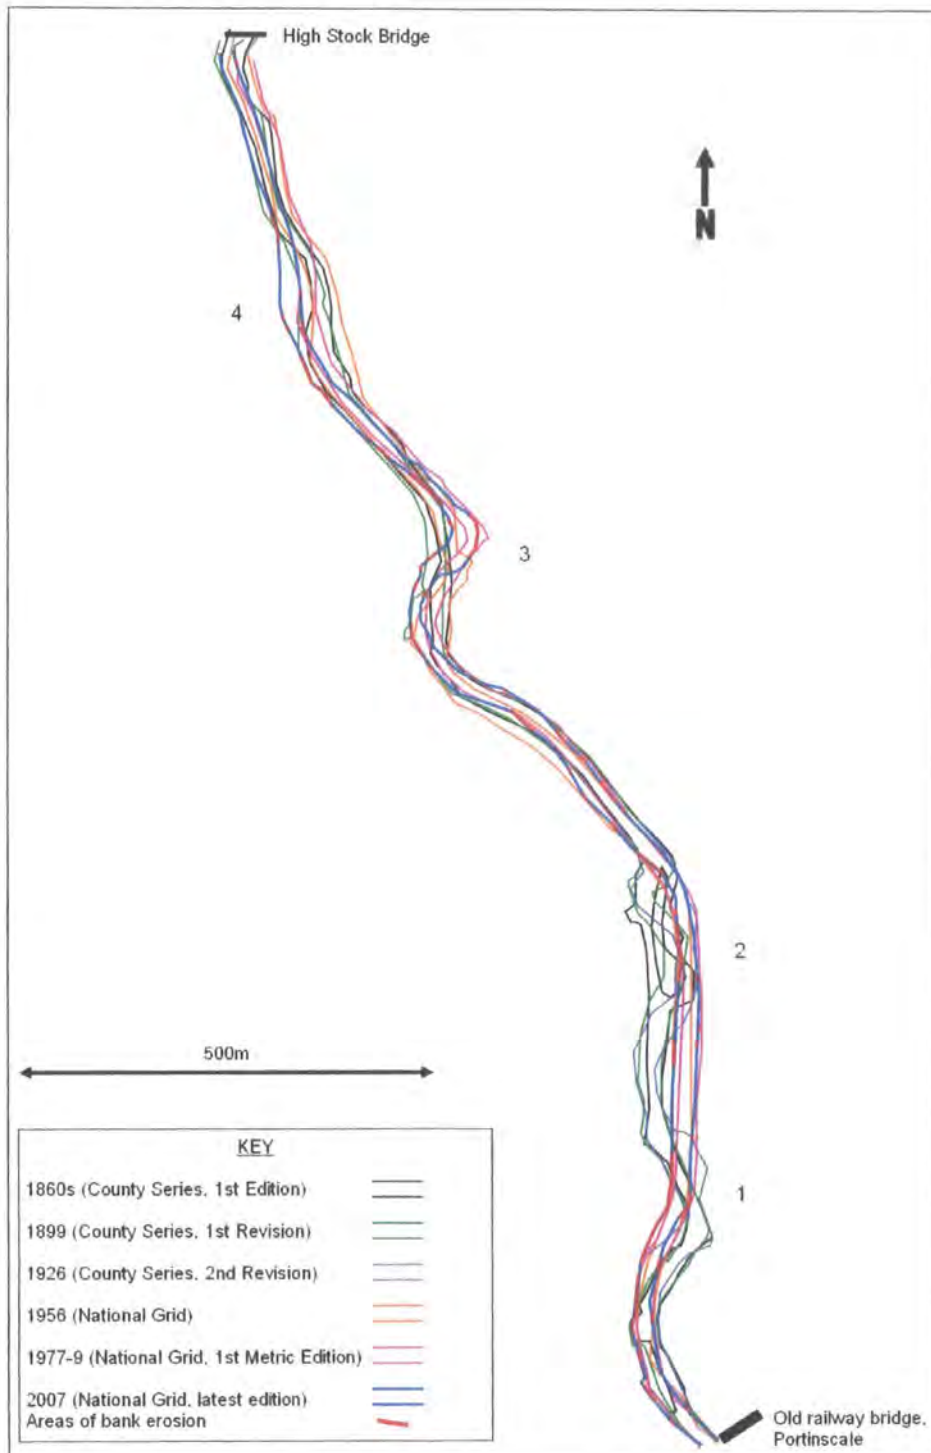 High Stock Bridge
N
4
3
2
500m
1
KEY
1860s (County Series, 1st Edition)
1899 (County Series, 1st Revision)
1926 (County Series, 2nd Revision)
1956 (National Grid)
1977-9 (National Grid, 1st Metric Edition)
2007 (National Grid, latest edition)
Areas of bank erosion
Old railway bridge,
Portinscale